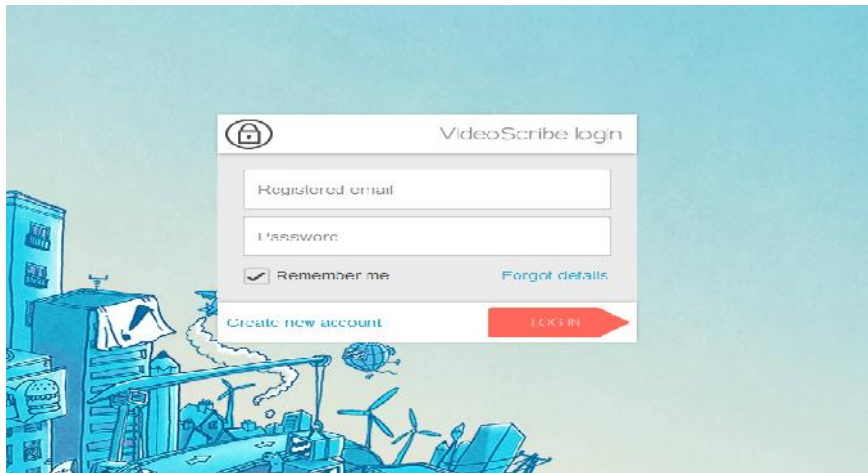 VideoScribe login
Registered email
Password
Remember me
Forgot details
Create new account
LOG IN